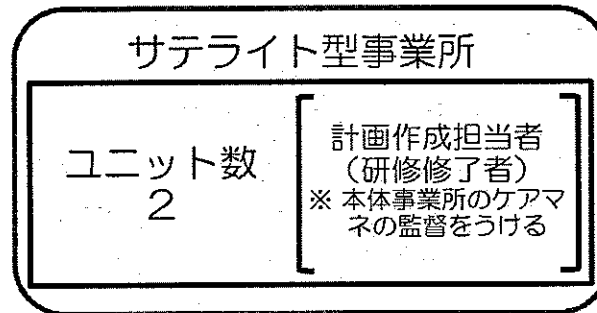 サテライト型事業所
ユニット数
2
計画作成担当者
（研修修了者）
※ 本体事業所のケアマ
ネの監督をうける